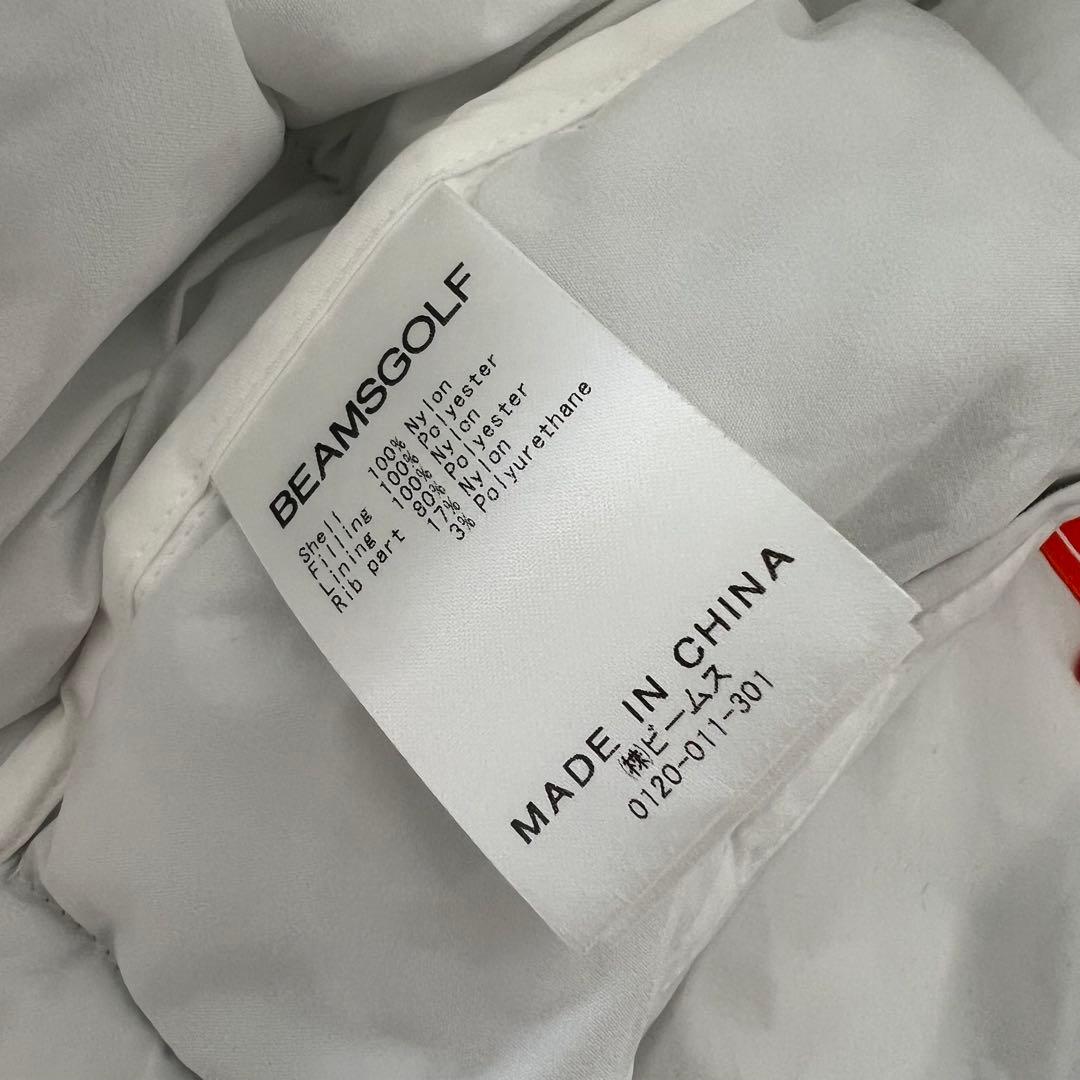 BEAMSGOLF
Shell 100% Nylon
Filling 100% Polyester
Lining 100% Nylon
Rib part 80% Polyester
17% Nylon
3% Polyurethane
MADE IN CHINA
㈱ビームス
0120-011-301